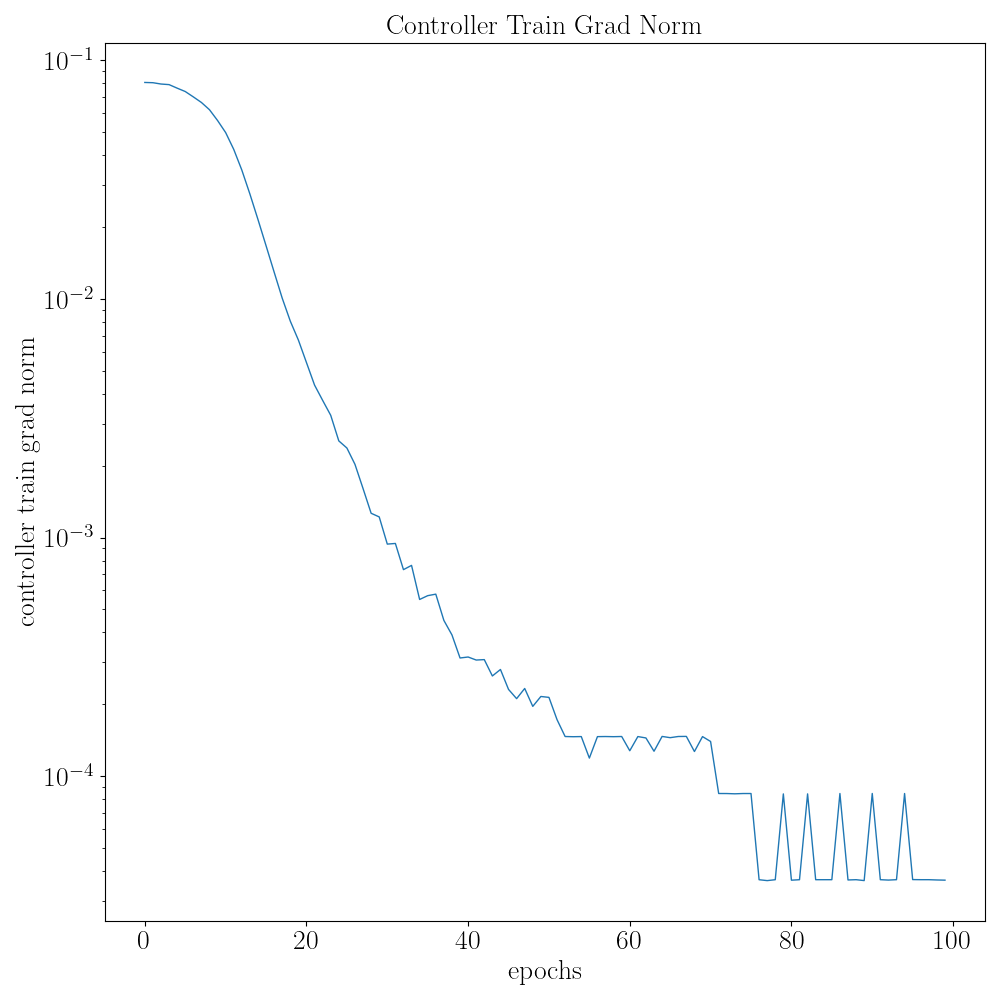 Controller Train Grad Norm
controller train grad norm
10^{-1}
10^{-2}
10^{-3}
10^{-4}
0 20 40 60 80 100
epochs